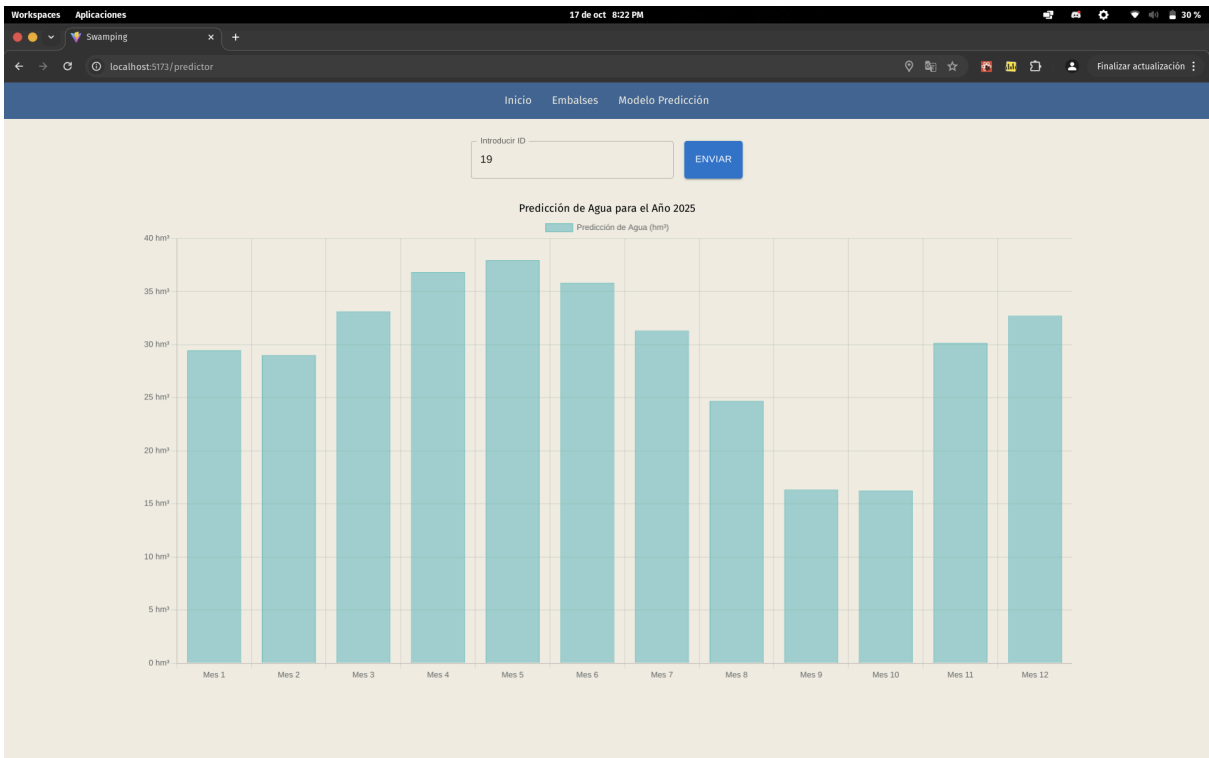 Workspaces Aplicaciones 17 de oct 8:22 PM 30 %
Swamping
localhost:5173/predictor Finalizar actualización
Inicio Embalses Modelo Predicción
Introducir ID
19 ENVIAR
Predicción de Agua para el Año 2025
Predicción de Agua (hm³)
40 hm³
35 hm³
30 hm³
25 hm³
20 hm³
15 hm³
10 hm³
5 hm³
0 hm³
Mes 1 Mes 2 Mes 3 Mes 4 Mes 5 Mes 6 Mes 7 Mes 8 Mes 9 Mes 10 Mes 11 Mes 12